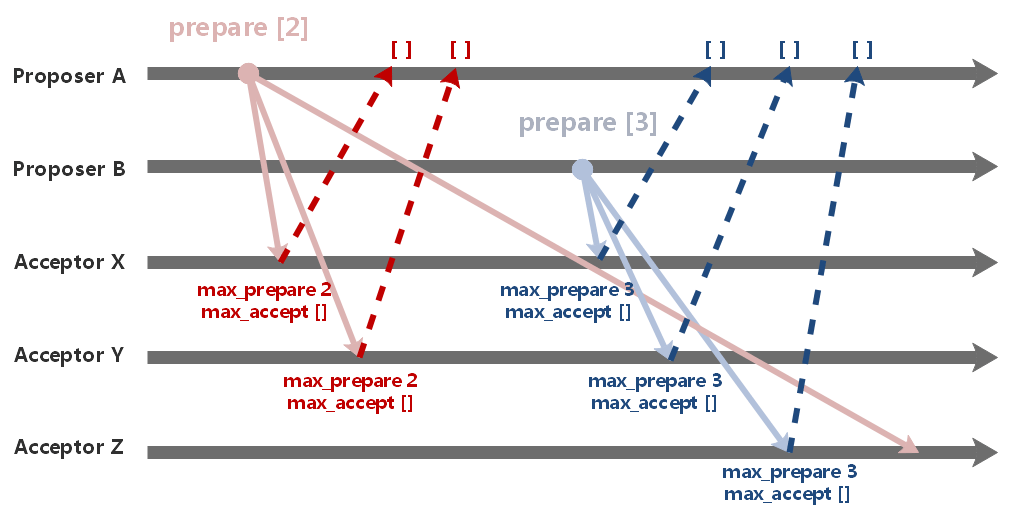 prepare [2]
[ ] [ ] [ ] [ ] [ ]
Proposer A
prepare [3]
Proposer B
Acceptor X
max_prepare 2
max_accept []
max_prepare 3
max_accept []
Acceptor Y
max_prepare 2
max_accept []
max_prepare 3
max_accept []
Acceptor Z
max_prepare 3
max_accept []